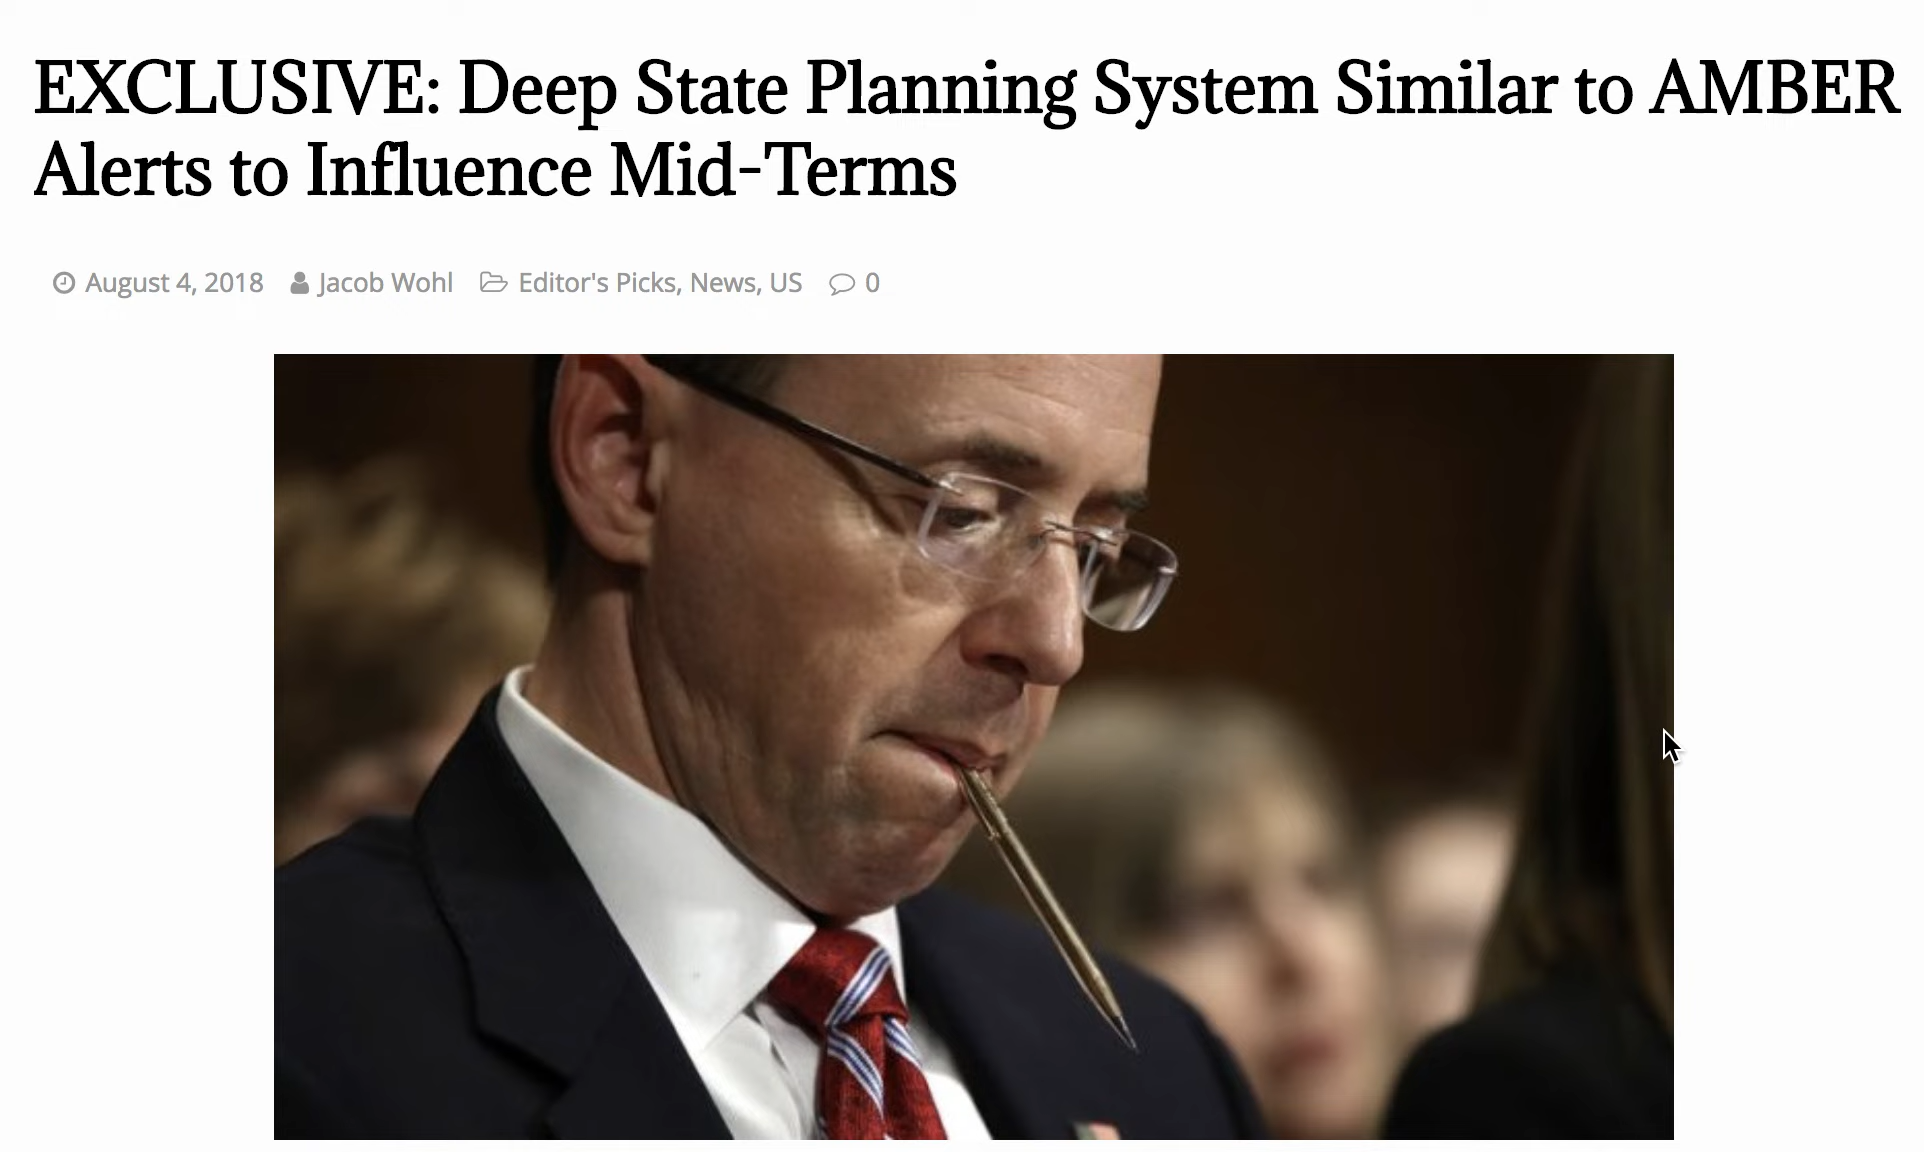 EXCLUSIVE: Deep State Planning System Similar to AMBER
Alerts to Influence Mid-Terms
August 4, 2018 Jacob Wohl Editor's Picks, News, US 0